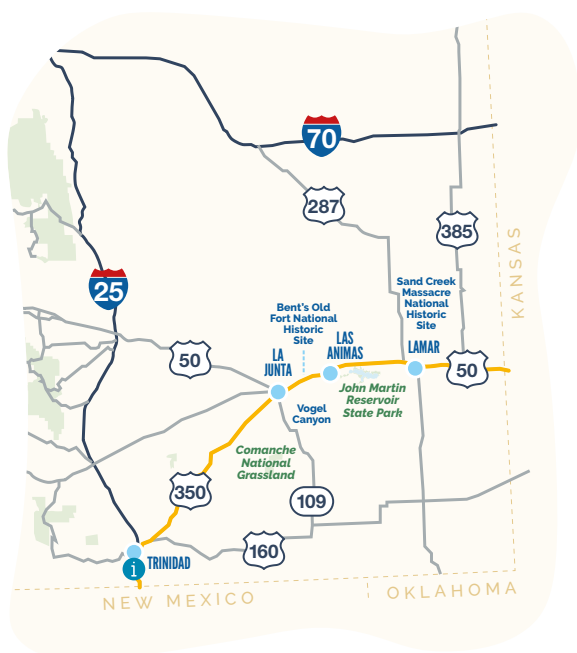 70
287
385
KANSAS
25
Sand Creek
Massacre
National
Historic
Site
Bent's Old
Fort National
Historic
Site
LAS
ANIMAS
LAMAR
50
LA
JUNTA
50
John Martin
Reservoir
State Park
Vogel
Canyon
Comanche
National
Grassland
350
109
160
TRINIDAD
i
NEW MEXICO
OKLAHOMA